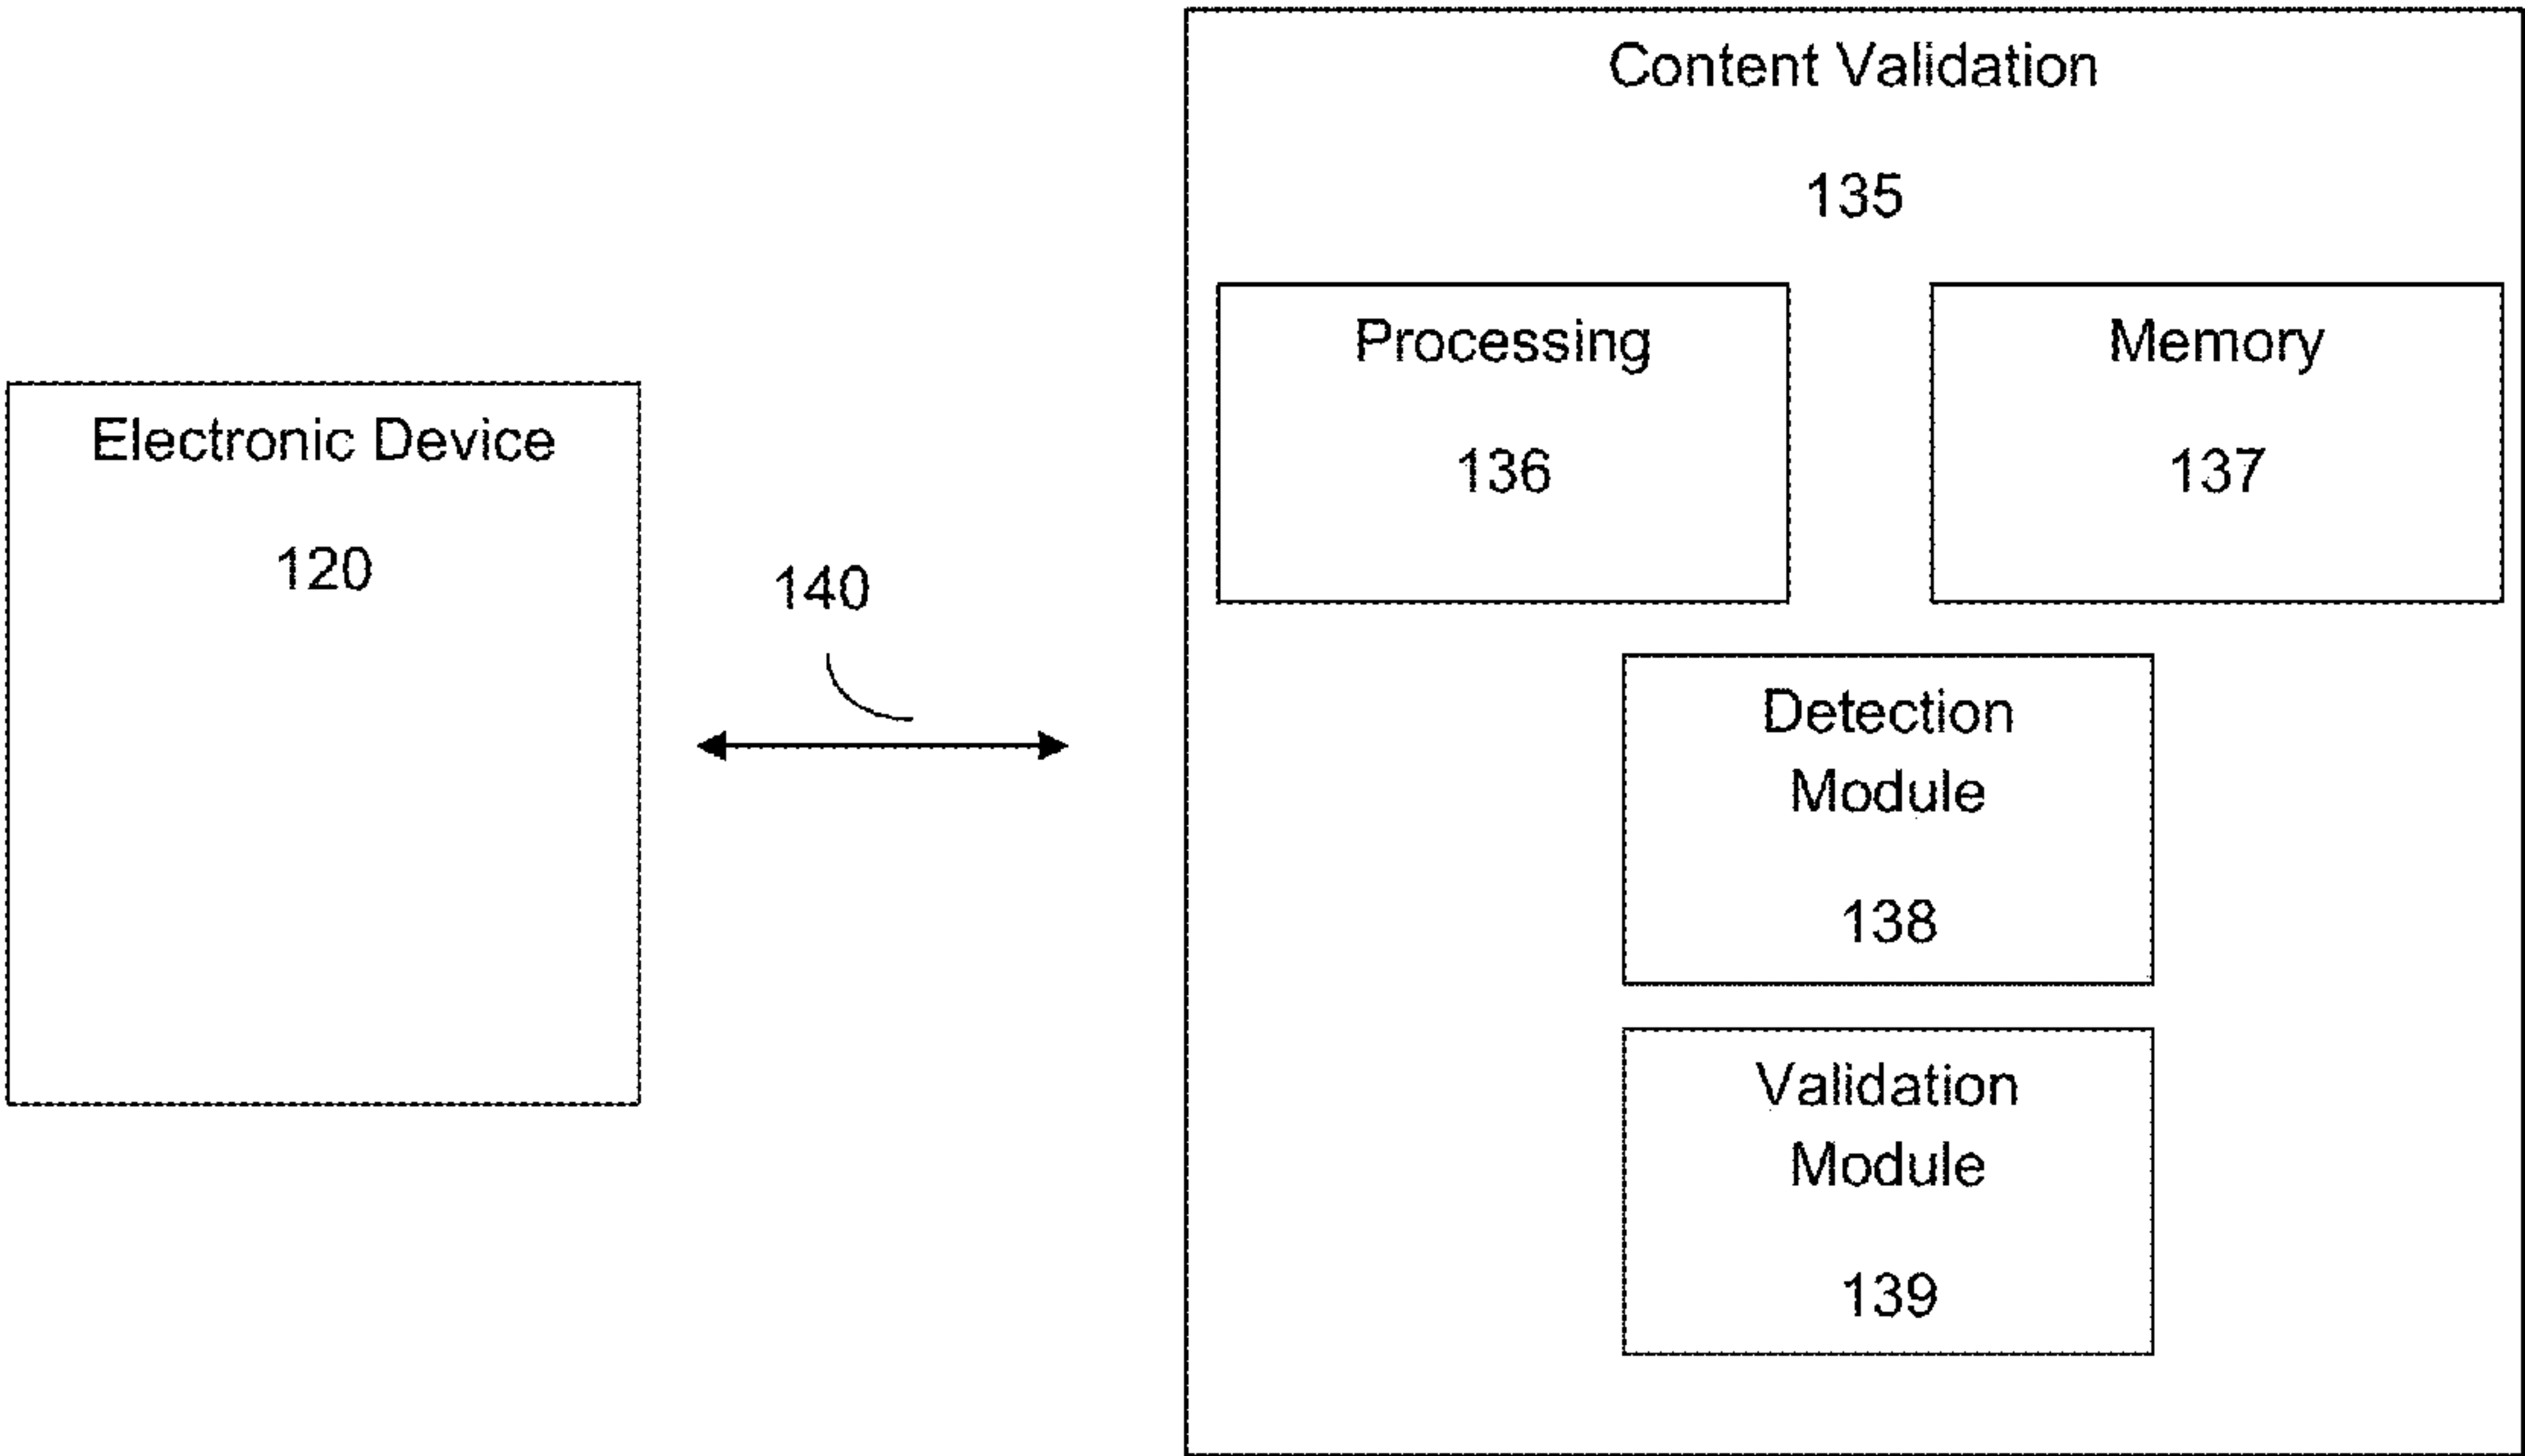 Electronic Device
120
140
Content Validation
135
Processing
136
Memory
137
Detection
Module
138
Validation
Module
139